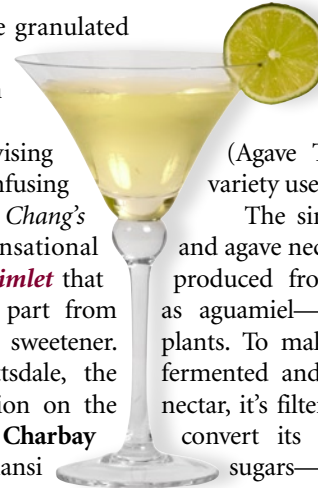 e granulated
vising
nfusing
Chang's
nsational
imlet that
part from
sweetener.
tsdale, the
ion on the
Charbay
ansi
(Agave T
variety use
The sin
and agave nec
produced fro
as aguamiel—
plants. To mal
fermented and
nectar, it's filter
convert its
sugars—